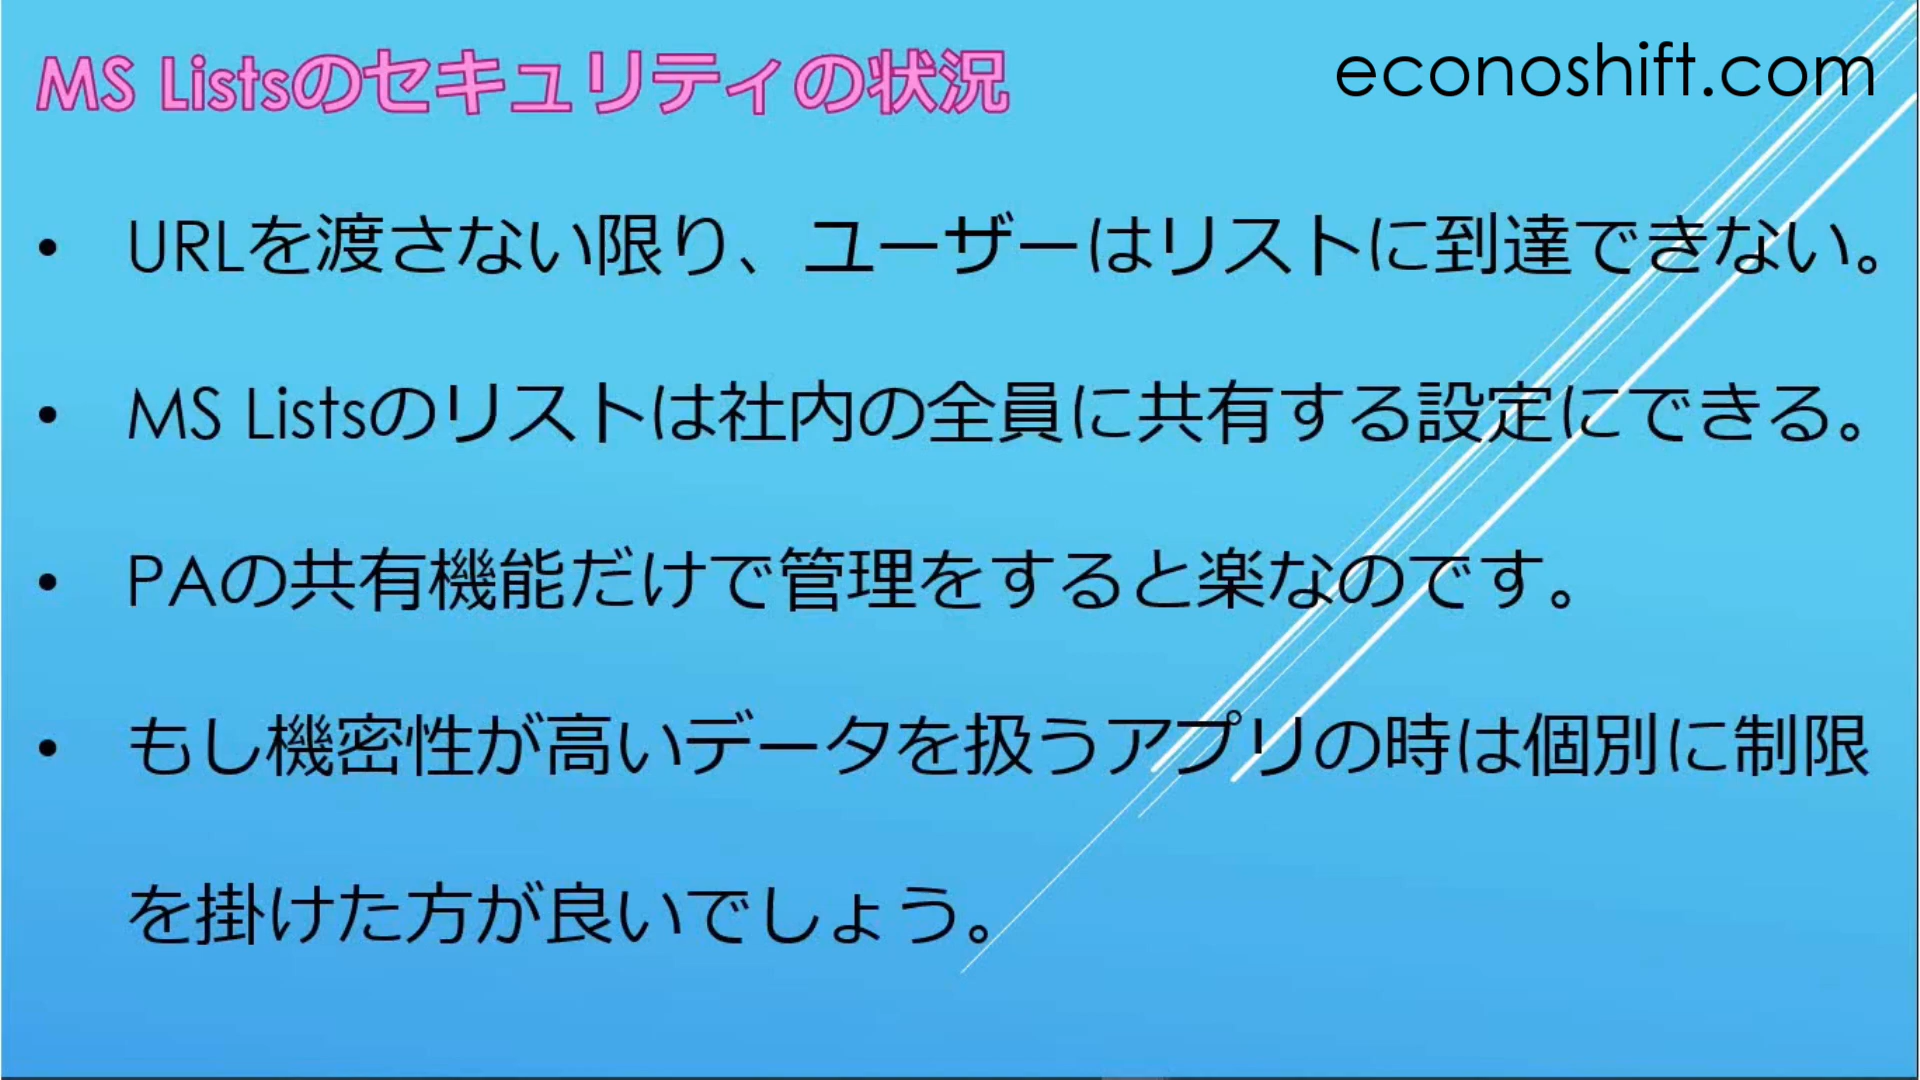 MS Listsのセキュリティの状況
econoshift.com
• URLを渡さない限り、ユーザーはリストに到達できない。
• MS Listsのリストは社内の全員に共有する設定にできる。
• PAの共有機能だけで管理をすると楽なのです。
• もし機密性が高いデータを扱うアプリの時は個別に制限
を掛けた方が良いでしょう。